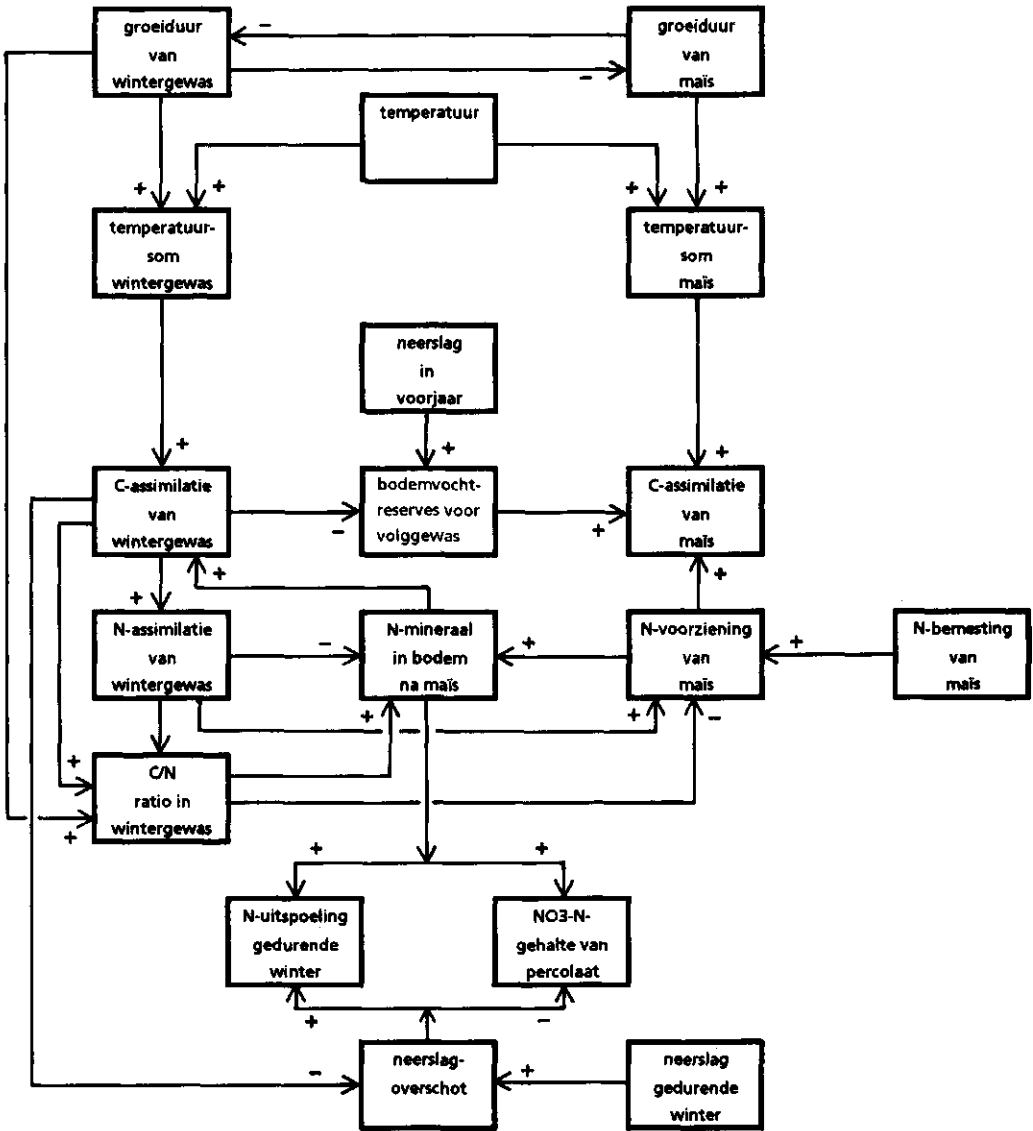 groeiduur
van
wintergewas
groeiduur
van
maïs
-
-
temperatuur
+
+
+
+
temperatuur-
som
wintergewas
temperatuur-
som
maïs
neerslag
in
voorjaar
+
+
+
C-assimilatie
van
wintergewas
bodemvocht-
reserves voor
volggewas
C-assimilatie
van
maïs
-
+
+
+
+
N-assimilatie
van
wintergewas
N-mineraal
in bodem
na maïs
N-voorziening
van
maïs
N-bemesting
van
maïs
-
+
+
+
+
-
+
+
C/N
ratio in
wintergewas
+
+
N-uitspoeling
gedurende
winter
NO3-N-
gehalte van
percolaat
+
-
neerslag-
overschot
neerslag
gedurende
winter
-
+